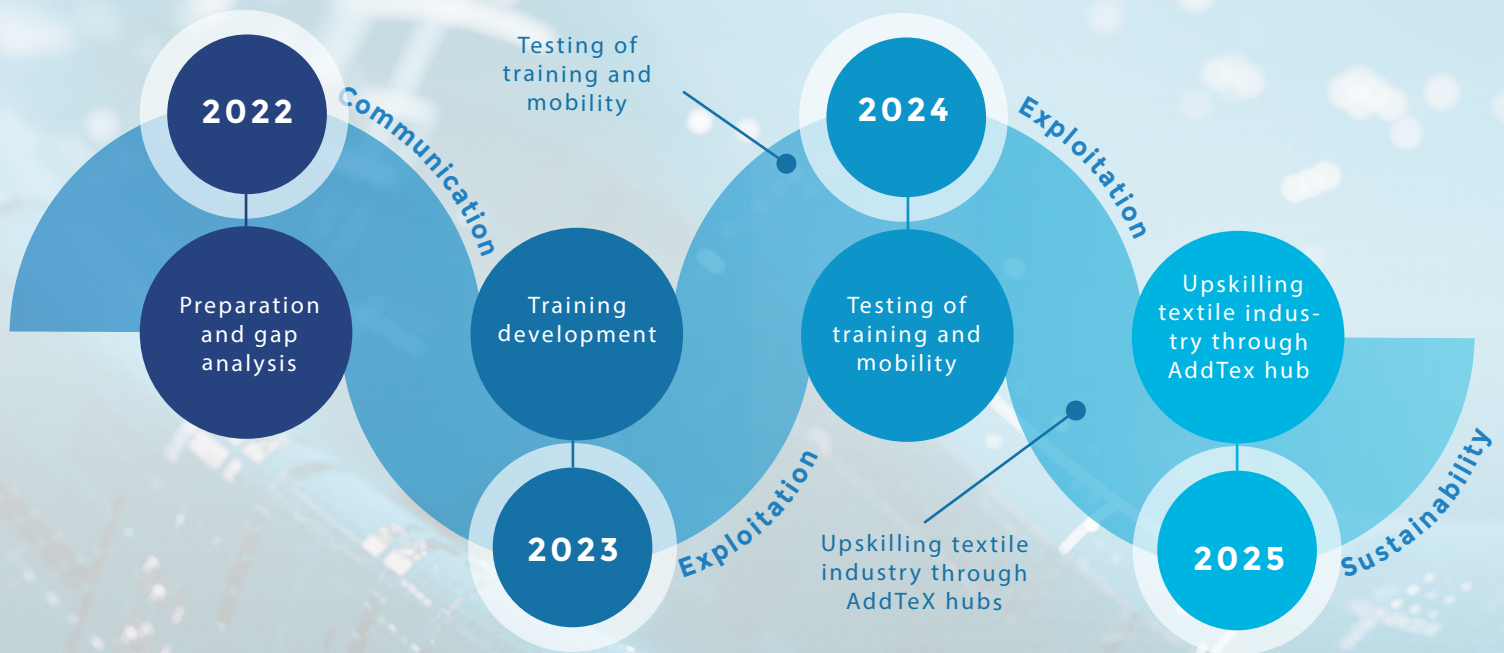 2022
Communication
Preparation
and gap
analysis
Training
development
2023
Exploitation
Testing of
training and
mobility
2024
Exploitation
Testing of
training and
mobility
Upskilling textile
industry through
AddTeX hubs
Upskilling
textile indus-
try through
AddTex hub
2025
Sustainability